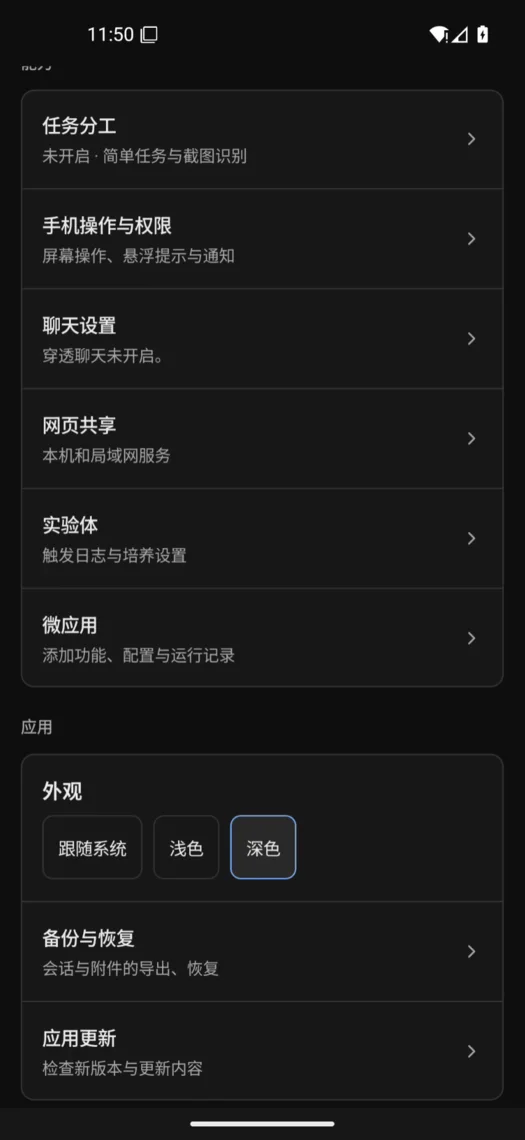 11:50
能力
任务分工
未开启 · 简单任务与截图识别
手机操作与权限
屏幕操作、悬浮提示与通知
聊天设置
穿透聊天未开启。
网页共享
本机和局域网服务
实验体
触发日志与培养设置
微应用
添加功能、配置与运行记录
应用
外观
跟随系统 浅色 深色
备份与恢复
会话与附件的导出、恢复
应用更新
检查新版本与更新内容